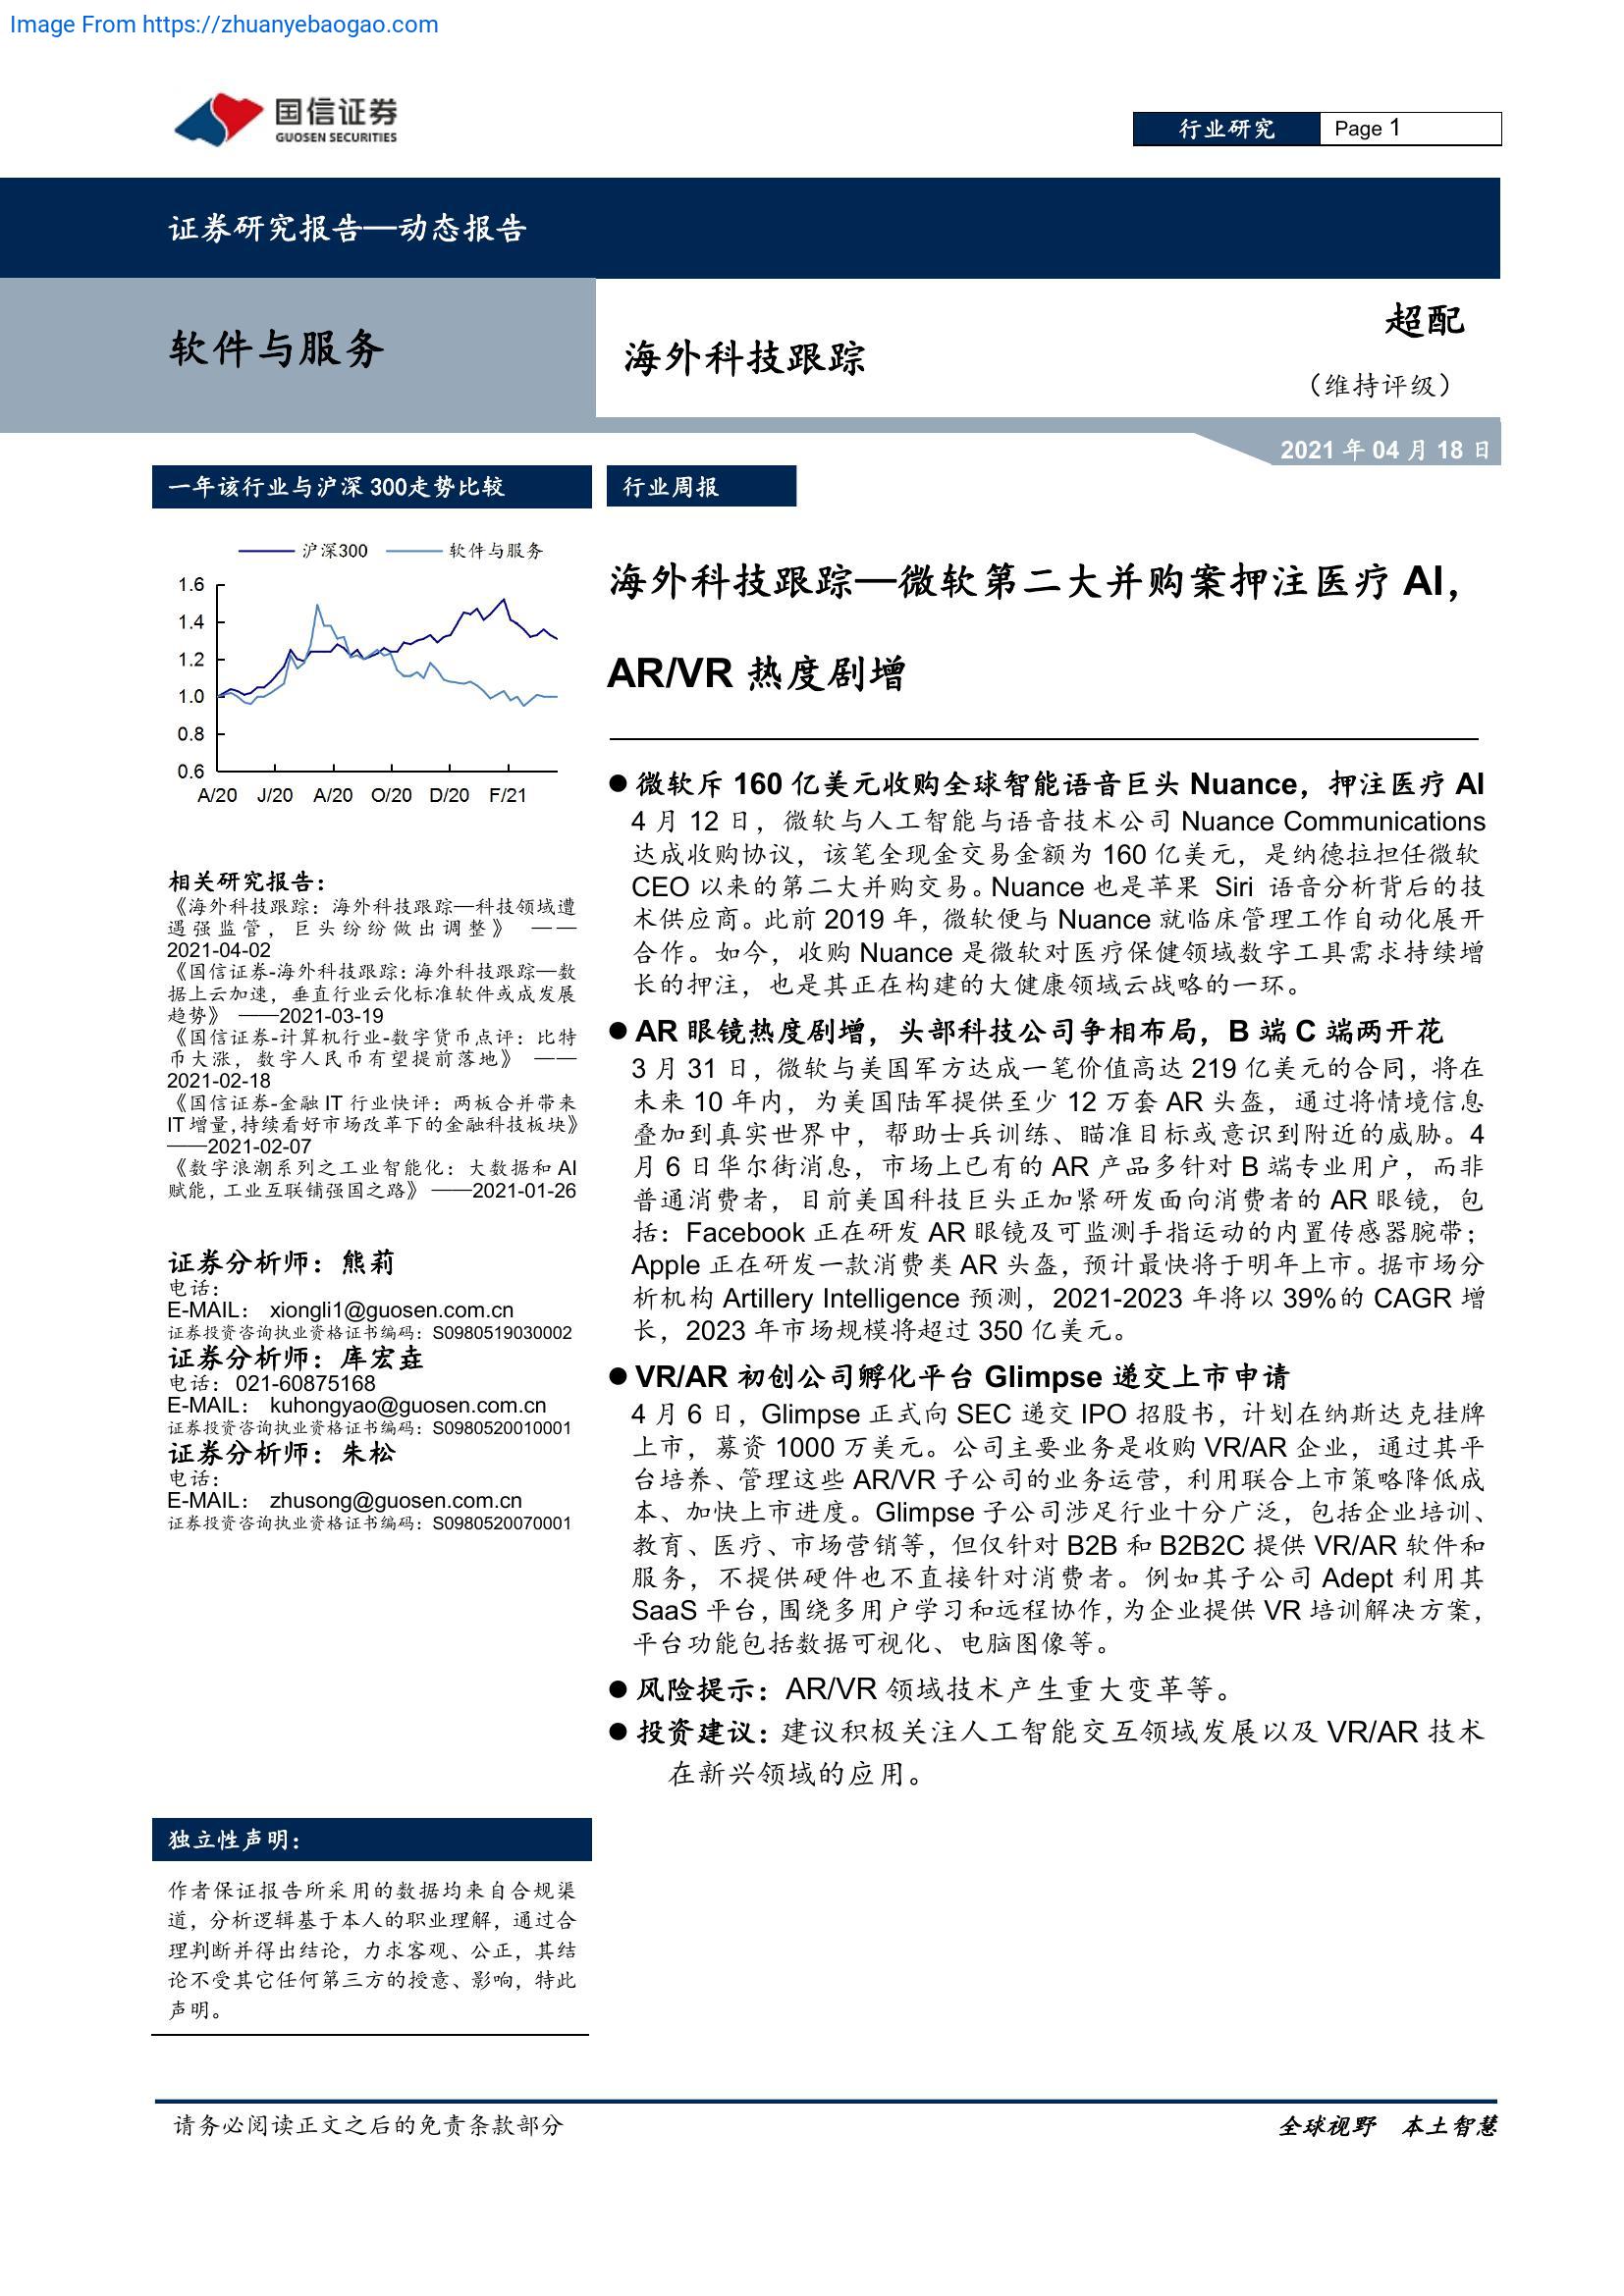 Image From https://zhuanyebaogao.com
国信证券
GUOSEN SECURITIES
行业研究
Page 1
证券研究报告—动态报告
软件与服务
海外科技跟踪
超配
（维持评级）
2021 年 04 月 18 日
一年该行业与沪深 300走势比较
沪深300 软件与服务
1.6
1.4
1.2
1.0
0.8
0.6
A/20 J/20 A/20 O/20 D/20 F/21
相关研究报告：
《海外科技跟踪：海外科技跟踪—科技领域遭
遇强监管，巨头纷纷做出调整》 ——
2021-04-02
《国信证券-海外科技跟踪：海外科技跟踪—数
据上云加速，垂直行业云化标准软件或成发展
趋势》 ——2021-03-19
《国信证券-计算机行业-数字货币点评：比特
币大涨，数字人民币有望提前落地》 ——
2021-02-18
《国信证券-金融 IT 行业快评：两板合并带来
IT 增量，持续看好市场改革下的金融科技板块》
——2021-02-07
《数字浪潮系列之工业智能化：大数据和 AI
赋能，工业互联铺强国之路》 ——2021-01-26
证券分析师：熊莉
电话：
E-MAIL： xiongli1@guosen.com.cn
证券投资咨询执业资格证书编码：S0980519030002
证券分析师：库宏垚
电话：021-60875168
E-MAIL： kuhongyao@guosen.com.cn
证券投资咨询执业资格证书编码：S0980520010001
证券分析师：朱松
电话：
E-MAIL： zhusong@guosen.com.cn
证券投资咨询执业资格证书编码：S0980520070001
独立性声明：
作者保证报告所采用的数据均来自合规渠
道，分析逻辑基于本人的职业理解，通过合
理判断并得出结论，力求客观、公正，其结
论不受其它任何第三方的授意、影响，特此
声明。
行业周报
海外科技跟踪—微软第二大并购案押注医疗 AI，
AR/VR 热度剧增
● 微软斥 160 亿美元收购全球智能语音巨头 Nuance，押注医疗 AI
4 月 12 日，微软与人工智能与语音技术公司 Nuance Communications
达成收购协议，该笔全现金交易金额为 160 亿美元，是纳德拉担任微软
CEO 以来的第二大并购交易。Nuance 也是苹果 Siri 语音分析背后的技
术供应商。此前 2019 年，微软便与 Nuance 就临床管理工作自动化展开
合作。如今，收购 Nuance 是微软对医疗保健领域数字工具需求持续增
长的押注，也是其正在构建的大健康领域云战略的一环。
● AR 眼镜热度剧增，头部科技公司争相布局，B 端 C 端两开花
3 月 31 日，微软与美国军方达成一笔价值高达 219 亿美元的合同，将在
未来 10 年内，为美国陆军提供至少 12 万套 AR 头盔，通过将情境信息
叠加到真实世界中，帮助士兵训练、瞄准目标或意识到附近的威胁。4
月 6 日华尔街消息，市场上已有的 AR 产品多针对 B 端专业用户，而非
普通消费者，目前美国科技巨头正加紧研发面向消费者的 AR 眼镜，包
括：Facebook 正在研发 AR 眼镜及可监测手指运动的内置传感器腕带；
Apple 正在研发一款消费类 AR 头盔，预计最快将于明年上市。据市场分
析机构 Artillery Intelligence 预测，2021-2023 年将以 39%的 CAGR 增
长，2023 年市场规模将超过 350 亿美元。
● VR/AR 初创公司孵化平台 Glimpse 递交上市申请
4 月 6 日，Glimpse 正式向 SEC 递交 IPO 招股书，计划在纳斯达克挂牌
上市，募资 1000 万美元。公司主要业务是收购 VR/AR 企业，通过其平
台培养、管理这些 AR/VR 子公司的业务运营，利用联合上市策略降低成
本、加快上市进度。Glimpse 子公司涉足行业十分广泛，包括企业培训、
教育、医疗、市场营销等，但仅针对 B2B 和 B2B2C 提供 VR/AR 软件和
服务，不提供硬件也不直接针对消费者。例如其子公司 Adept 利用其
SaaS 平台，围绕多用户学习和远程协作，为企业提供 VR 培训解决方案，
平台功能包括数据可视化、电脑图像等。
● 风险提示：AR/VR 领域技术产生重大变革等。
● 投资建议：建议积极关注人工智能交互领域发展以及 VR/AR 技术
在新兴领域的应用。
请务必阅读正文之后的免责条款部分
全球视野 本土智慧